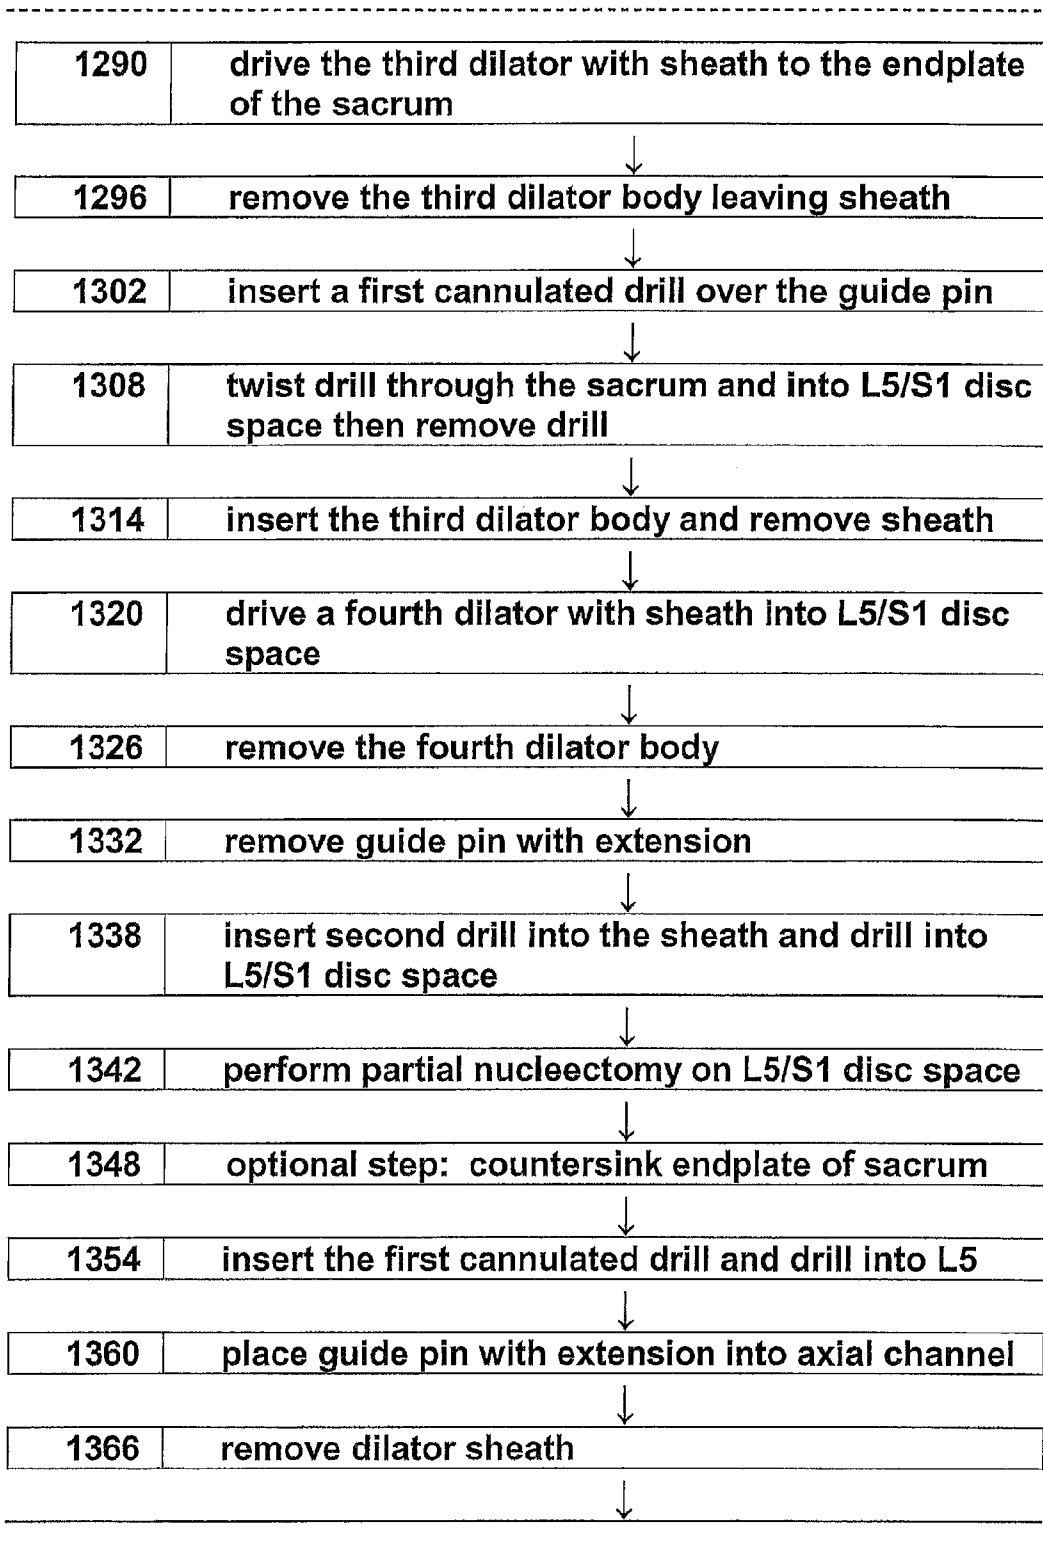 1290 drive the third dilator with sheath to the endplate
of the sacrum
↓
1296 remove the third dilator body leaving sheath
↓
1302 insert a first cannulated drill over the guide pin
↓
1308 twist drill through the sacrum and into L5/S1 disc
space then remove drill
↓
1314 insert the third dilator body and remove sheath
↓
1320 drive a fourth dilator with sheath into L5/S1 disc
space
↓
1326 remove the fourth dilator body
↓
1332 remove guide pin with extension
↓
1338 insert second drill into the sheath and drill into
L5/S1 disc space
↓
1342 perform partial nucleectomy on L5/S1 disc space
↓
1348 optional step: countersink endplate of sacrum
↓
1354 insert the first cannulated drill and drill into L5
↓
1360 place guide pin with extension into axial channel
↓
1366 remove dilator sheath
↓